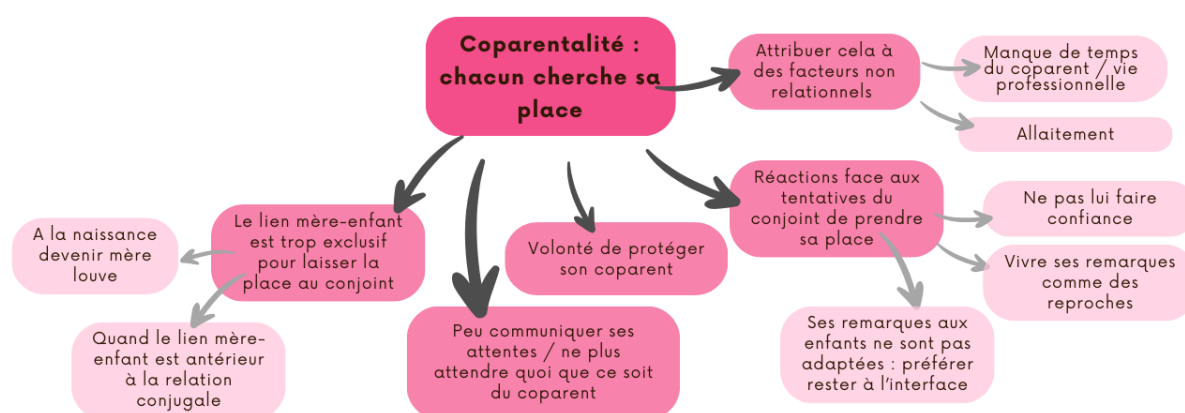 Coparentalité :
chacun cherche sa
place
Attribuer cela à
des facteurs non
relationnels
Manque de temps
du coparent / vie
professionnelle
Allaitement
Réactions face aux
tentatives du
conjoint de prendre
sa place
Ne pas lui faire
confiance
Vivre ses remarques
comme des
reproches
Ses remarques aux
enfants ne sont pas
adaptées : préférer
rester à l'interface
Volonté de protéger
son coparent
Peu communiquer ses
attentes / ne plus
attendre quoi que ce soit
du coparent
Le lien mère-enfant
est trop exclusif
pour laisser la
place au conjoint
A la naissance
devenir mère
louve
Quand le lien mère-
enfant est antérieur
à la relation
conjugale